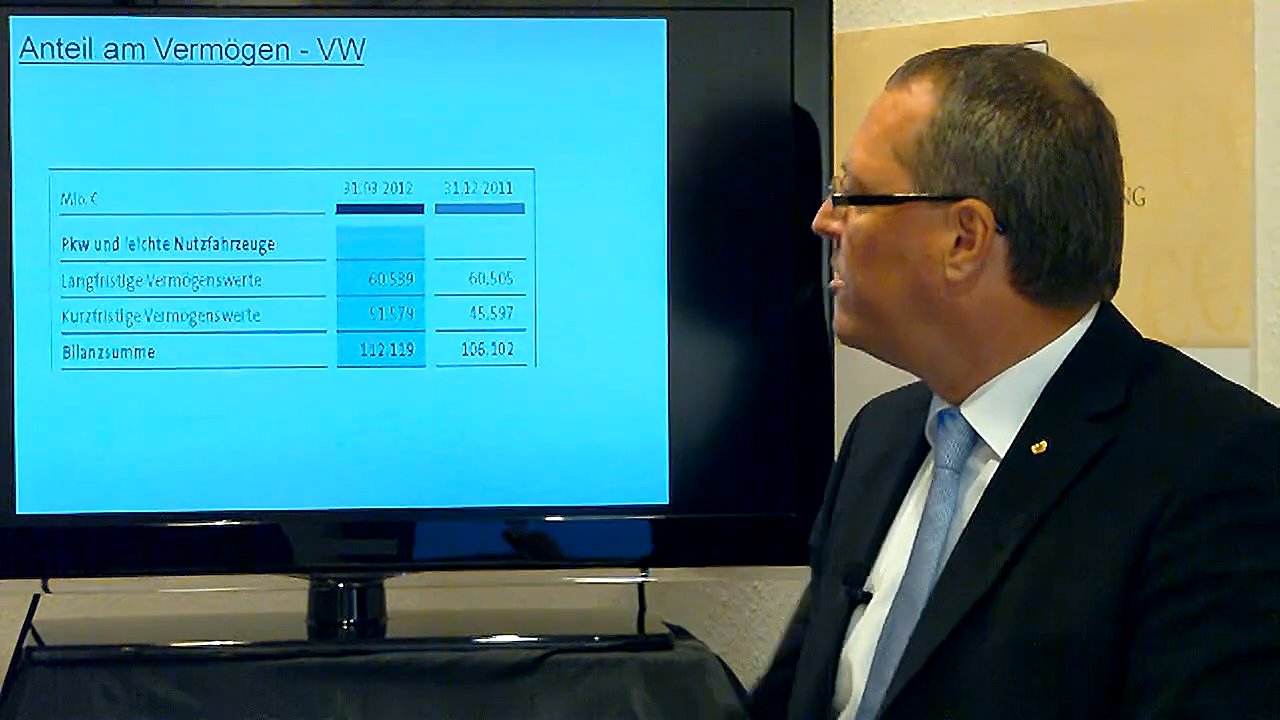 Anteil am Vermögen - VW
Mio. € 31.03.2012 31.12.2011
Pkw und leichte Nutzfahrzeuge
Langfristige Vermögenswerte 60.539 60.505
Kurzfristige Vermögenswerte 51.579 45.597
Bilanzsumme 112.119 106.102